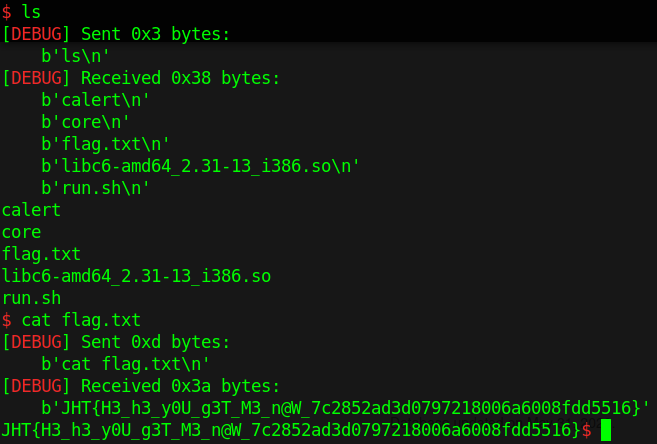 $ ls
[DEBUG] Sent 0x3 bytes:
    b'ls\n'
[DEBUG] Received 0x38 bytes:
    b'calert\n'
    b'core\n'
    b'flag.txt\n'
    b'libc6-amd64_2.31-13_i386.so\n'
    b'run.sh\n'
calert
core
flag.txt
libc6-amd64_2.31-13_i386.so
run.sh
$ cat flag.txt
[DEBUG] Sent 0xd bytes:
    b'cat flag.txt\n'
[DEBUG] Received 0x3a bytes:
    b'JHT{H3_h3_y0U_g3T_M3_n@W_7c2852ad3d0797218006a6008fdd5516}'
JHT{H3_h3_y0U_g3T_M3_n@W_7c2852ad3d0797218006a6008fdd5516}$